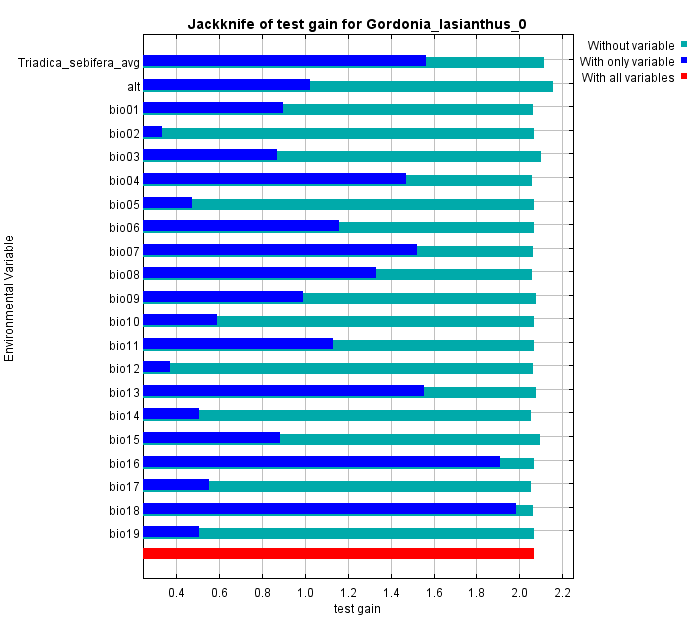 Jackknife of test gain for Gordonia_lasianthus_0
Without variable
With only variable
With all variables
Environmental Variable
Triadica_sebifera_avg
alt
bio01
bio02
bio03
bio04
bio05
bio06
bio07
bio08
bio09
bio10
bio11
bio12
bio13
bio14
bio15
bio16
bio17
bio18
bio19
0.4 0.6 0.8 1.0 1.2 1.4 1.6 1.8 2.0 2.2
test gain